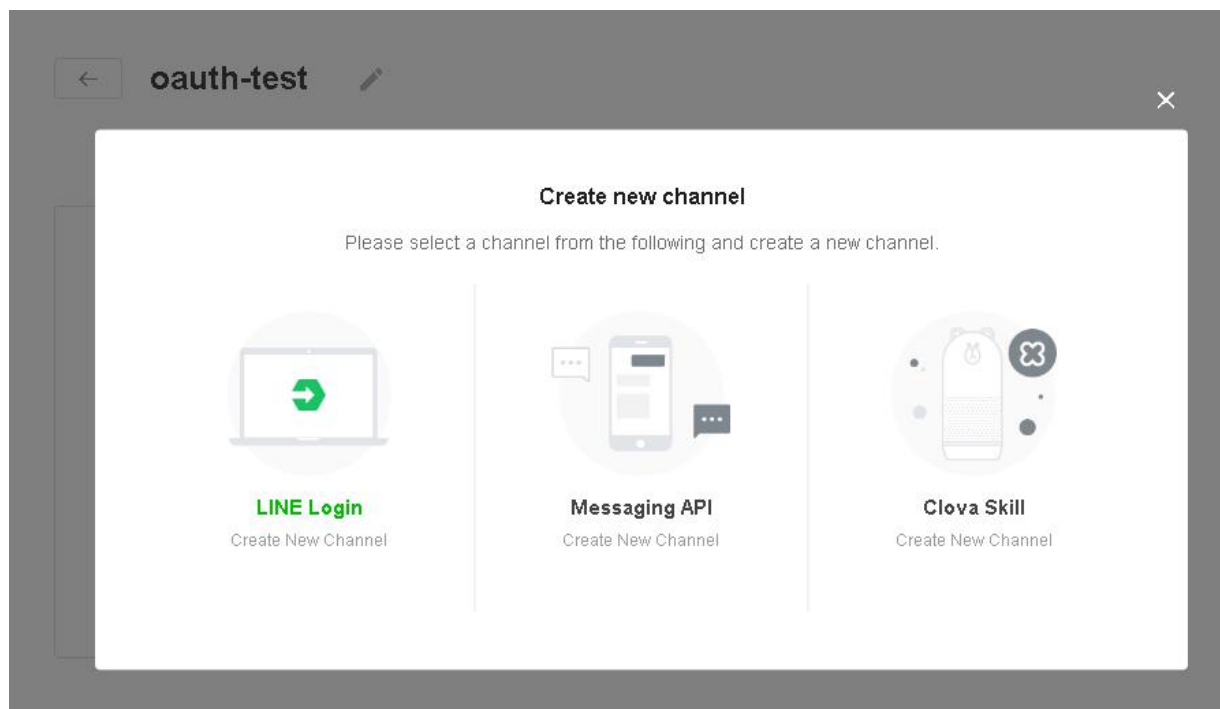 oauth-test
Create new channel
Please select a channel from the following and create a new channel.
LINE Login
Create New Channel
Messaging API
Create New Channel
Clova Skill
Create New Channel